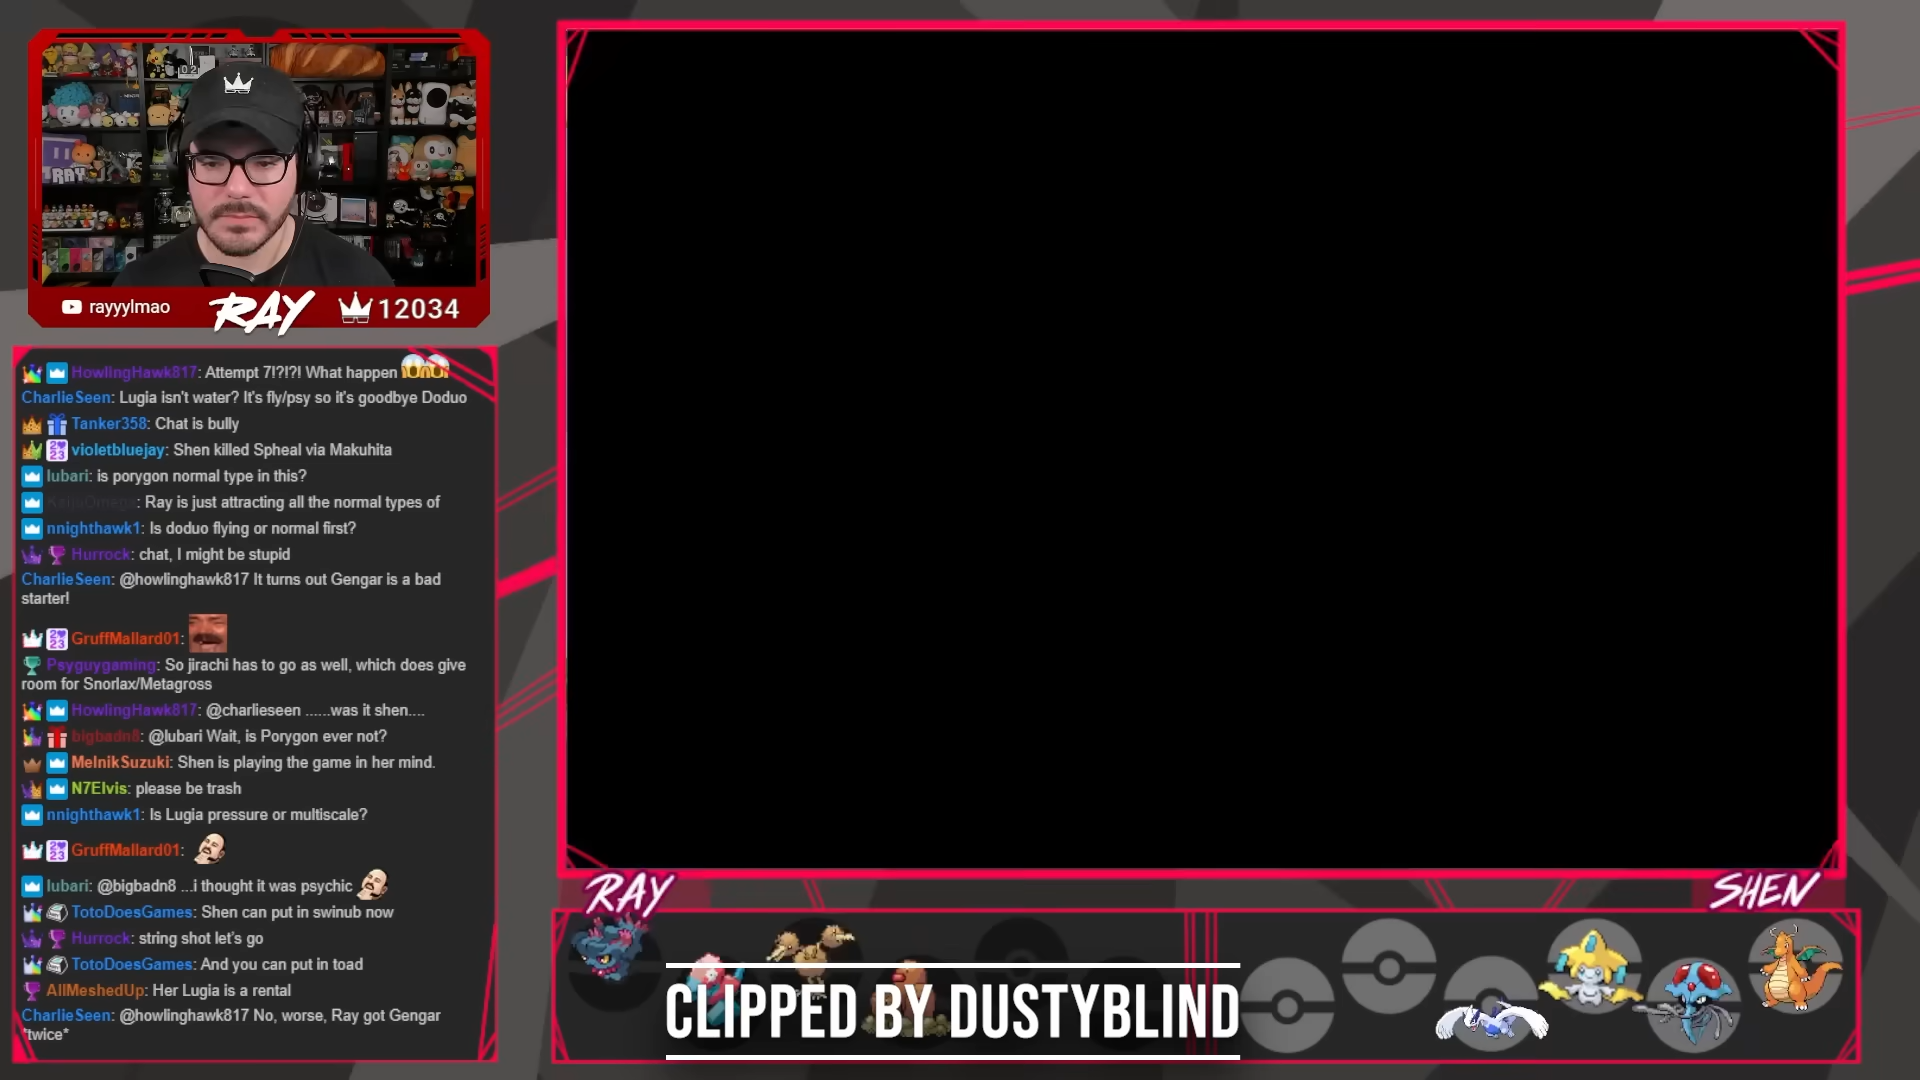 rayyylmao
RAY
12034
HowlingHawk817: Attempt 7!?!?! What happen
CharlieSeen: Lugia isn't water? It's fly/psy so it's goodbye Doduo
Tanker358: Chat is bully
violetbluejay: Shen killed Spheal via Makuhita
lubari: is porygon normal type in this?
: Ray is just attracting all the normal types of
nnighthawk1: Is doduo flying or normal first?
Hurrock: chat, I might be stupid
CharlieSeen: @howlinghawk817 It turns out Gengar is a bad
starter!
GruffMallard01:
Psyguygaming: So jirachi has to go as well, which does give
room for Snorlax/Metagross
HowlingHawk817: @charlieseen ......was it shen....
bigbadn8: @lubari Wait, is Porygon ever not?
MelnikSuzuki: Shen is playing the game in her mind.
N7Elvis: please be trash
nnighthawk1: Is Lugia pressure or multiscale?
GruffMallard01:
lubari: @bigbadn8 ...i thought it was psychic
TotoDoesGames: Shen can put in swinub now
Hurrock: string shot let's go
TotoDoesGames: And you can put in toad
AllMeshedUp: Her Lugia is a rental
CharlieSeen: @howlinghawk817 No, worse, Ray got Gengar
*twice*
RAY
SHEN
CLIPPED BY DUSTYBLIND